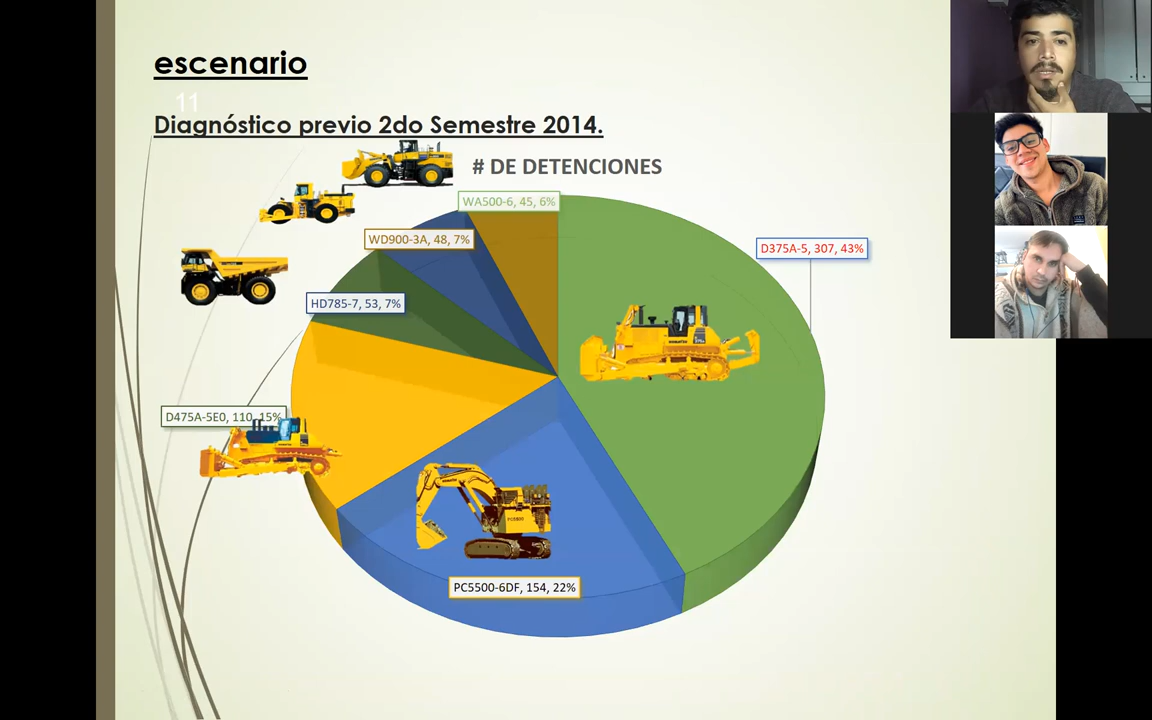 escenario
11
Diagnóstico previo 2do Semestre 2014.
# DE DETENCIONES
WA500-6, 45, 6%
WD900-3A, 48, 7%
D375A-5, 307, 43%
HD785-7, 53, 7%
D475A-5E0, 110, 15%
PC5500-6DF, 154, 22%